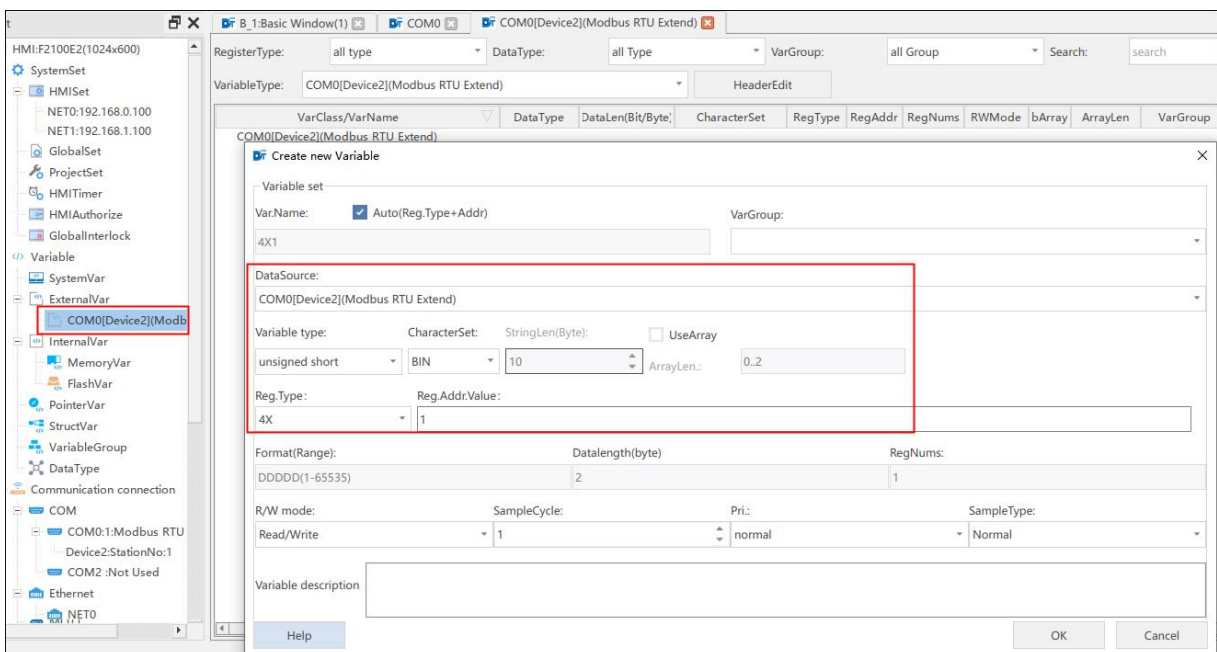 t
B_1:Basic Window(1)
COM0
COM0[Device2](Modbus RTU Extend)
HMI:F2100E2(1024x600)
SystemSet
HMISet
NET0:192.168.0.100
NET1:192.168.1.100
GlobalSet
ProjectSet
HMITimer
HMIAuthorize
GlobalInterlock
Variable
SystemVar
ExternalVar
COM0[Device2](Modb
InternalVar
MemoryVar
FlashVar
PointerVar
StructVar
VariableGroup
DataType
Communication connection
COM
COM0:1:Modbus RTU
Device2:StationNo:1
COM2 :Not Used
Ethernet
NET0
RegisterType: all type DataType: all Type VarGroup: all Group Search: search
VariableType: COM0[Device2](Modbus RTU Extend) HeaderEdit
VarClass/VarName DataType DataLen(Bit/Byte) CharacterSet RegType RegAddr RegNums RWMode bArray ArrayLen VarGroup
COM0[Device2](Modbus RTU Extend)
Create new Variable
Variable set
Var.Name: Auto(Reg.Type+Addr) VarGroup:
4X1
DataSource:
COM0[Device2](Modbus RTU Extend)
Variable type: CharacterSet: StringLen(Byte): UseArray
unsigned short BIN 10 ArrayLen.: 0..2
Reg.Type: Reg.Addr.Value:
4X 1
Format(Range): Datalength(byte) RegNums:
DDDDD(1-65535) 2 1
R/W mode: SampleCycle: Pri.: SampleType:
Read/Write 1 normal Normal
Variable description
Help OK Cancel